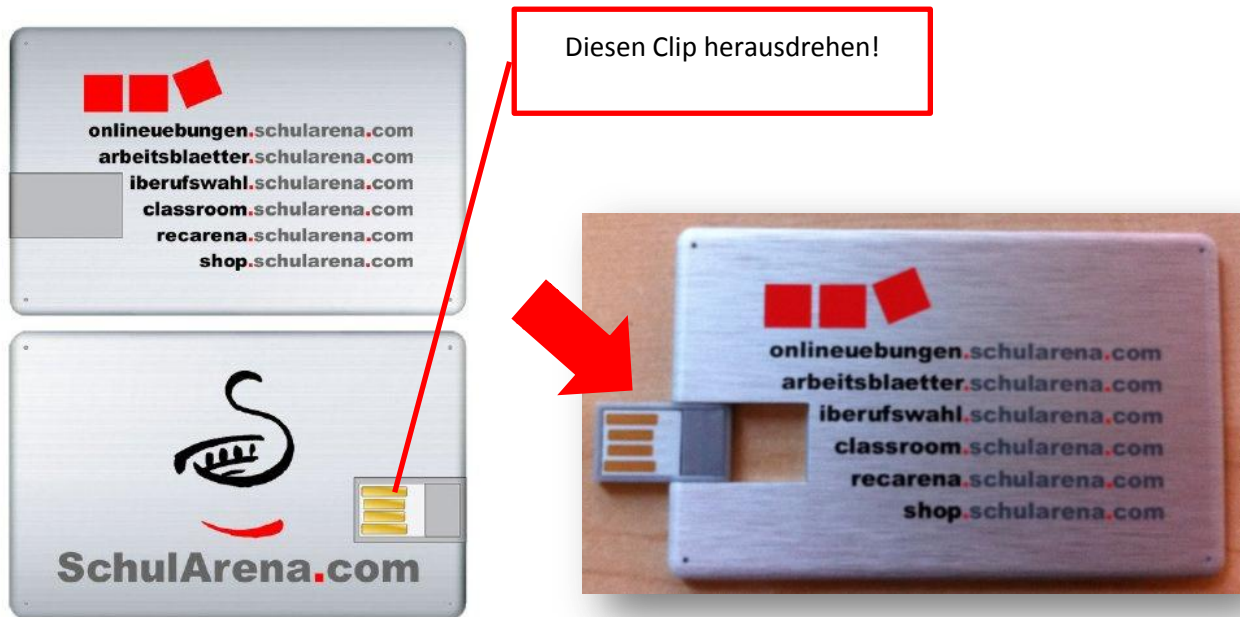 Diesen Clip herausdrehen!
onlineuebungen.schularena.com
arbeitsblaetter.schularena.com
iberufswahl.schularena.com
classroom.schularena.com
recarena.schularena.com
shop.schularena.com
SchulArena.com
onlineuebungen.schularena.com
arbeitsblaetter.schularena.com
iberufswahl.schularena.com
classroom.schularena.com
recarena.schularena.com
shop.schularena.com